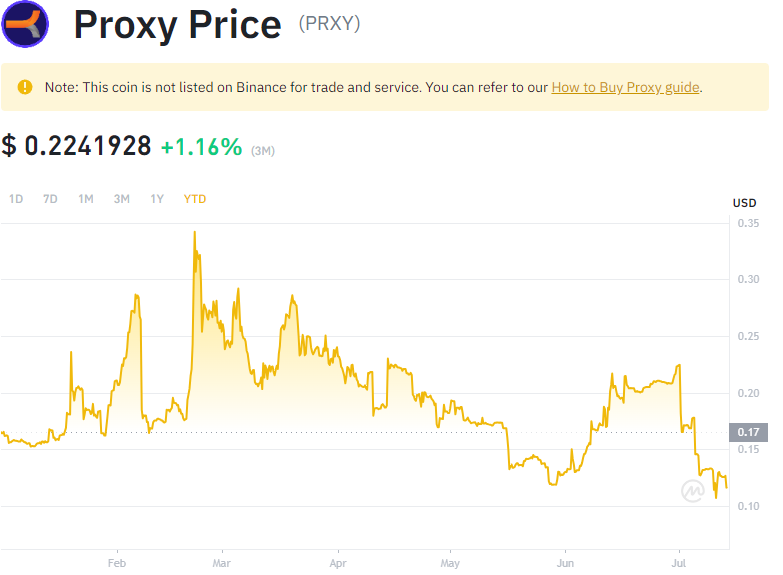 Proxy Price (PRXY)
Note: This coin is not listed on Binance for trade and service. You can refer to our How to Buy Proxy guide.
$ 0.2241928 +1.16% (3M)
1D 7D 1M 3M 1Y YTD
USD
0.35
0.30
0.25
0.20
0.17
0.15
0.10
Feb Mar Apr May Jun Jul